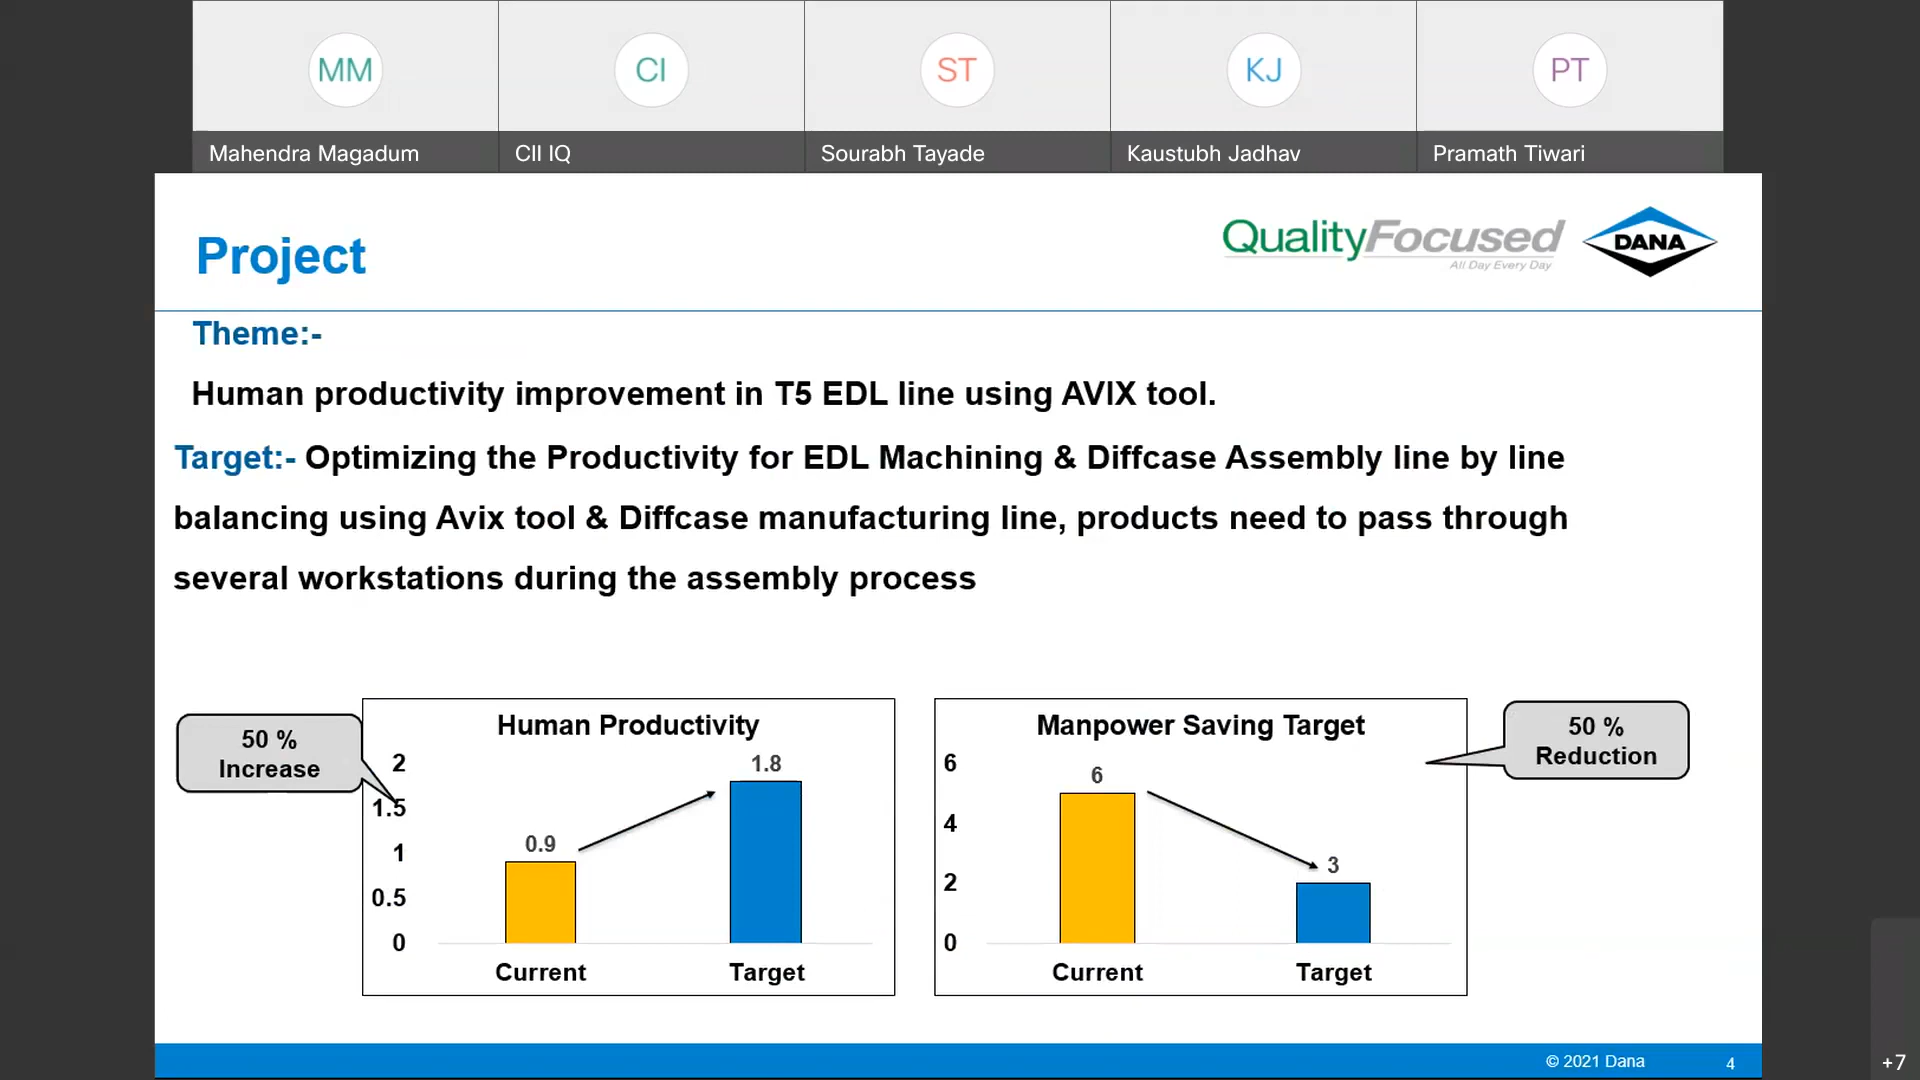 MM
CI
ST
KJ
PT
Mahendra Magadum
CII IQ
Sourabh Tayade
Kaustubh Jadhav
Pramath Tiwari
Project
QualityFocused
All Day Every Day
DANA
Theme:-
Human productivity improvement in T5 EDL line using AVIX tool.
Target:- Optimizing the Productivity for EDL Machining & Diffcase Assembly line by line
balancing using Avix tool & Diffcase manufacturing line, products need to pass through
several workstations during the assembly process
50 %
Increase
Human Productivity
2
1.5
1
0.5
0
0.9
1.8
Current
Target
Manpower Saving Target
6
4
2
0
6
3
Current
Target
50 %
Reduction
© 2021 Dana
4
+7